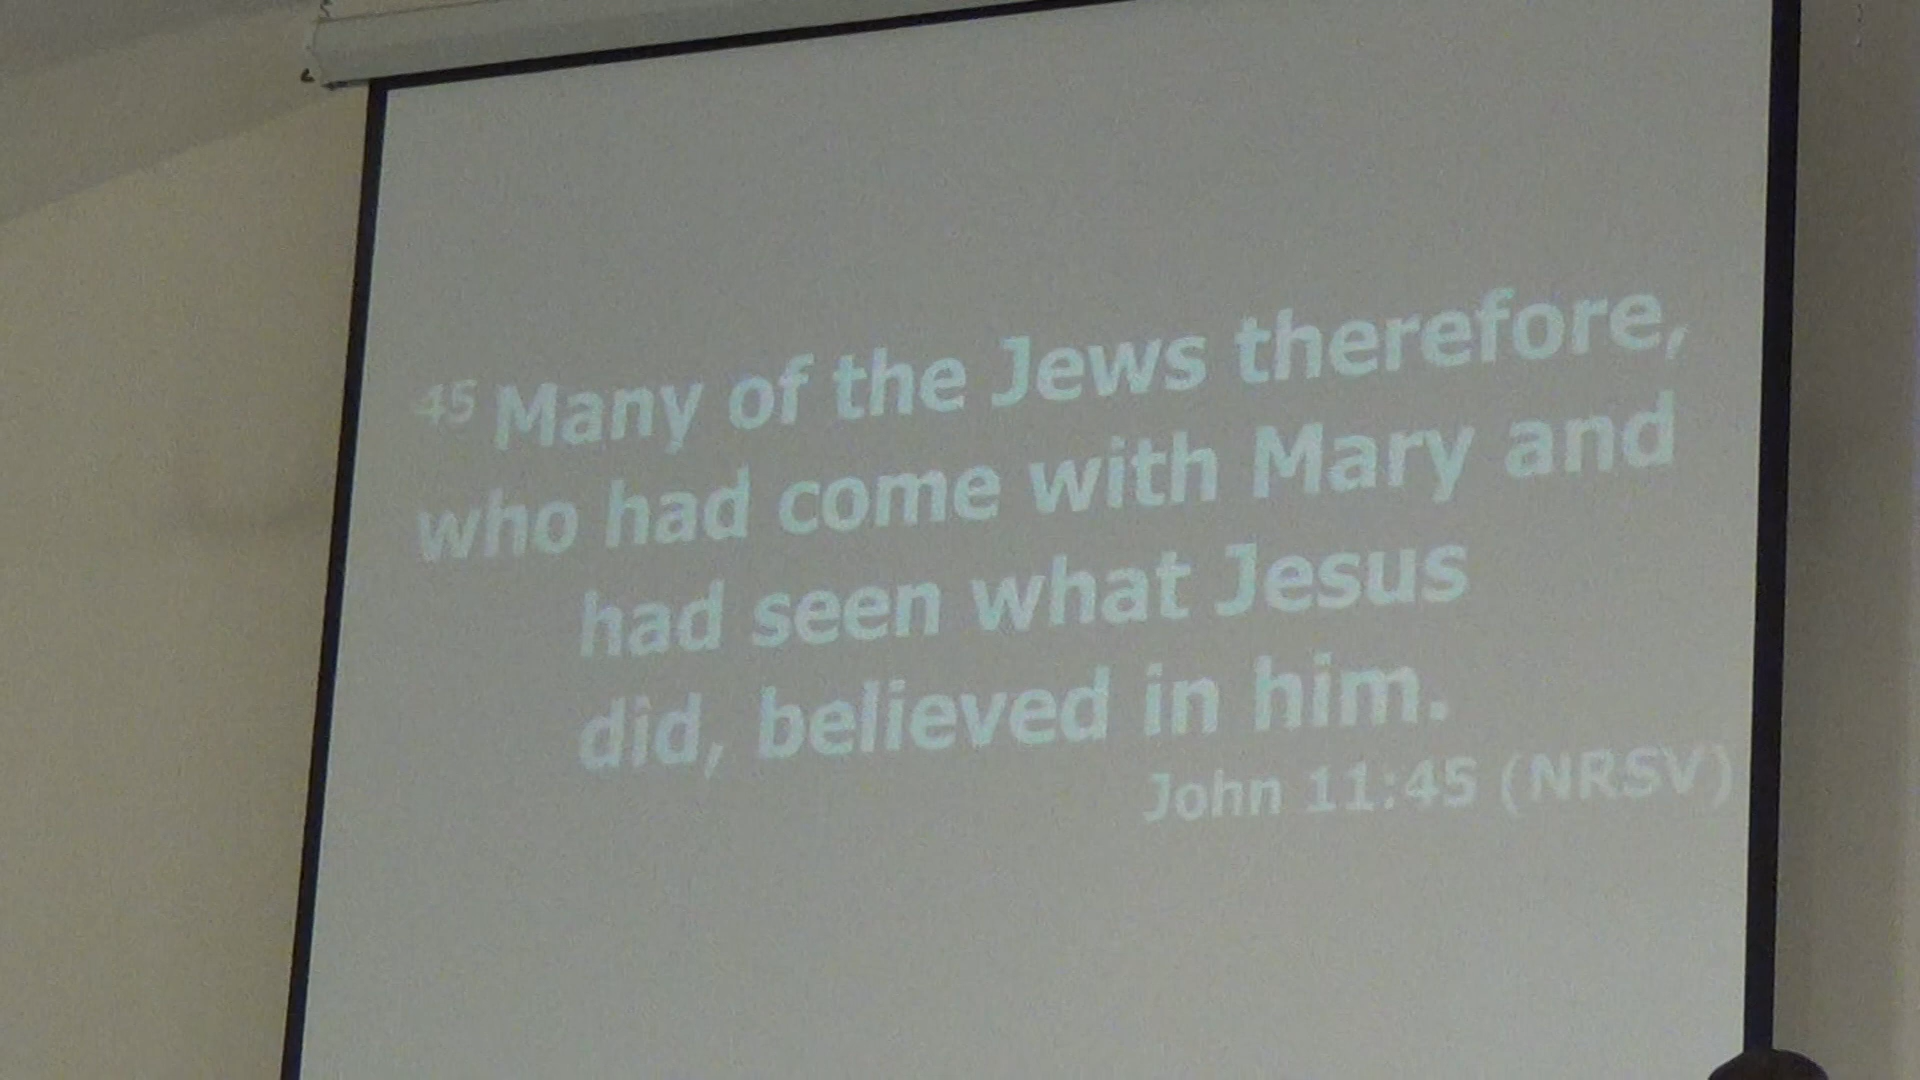 45 Many of the Jews therefore,
who had come with Mary and
had seen what Jesus
did, believed in him.
John 11:45 (NRSV)